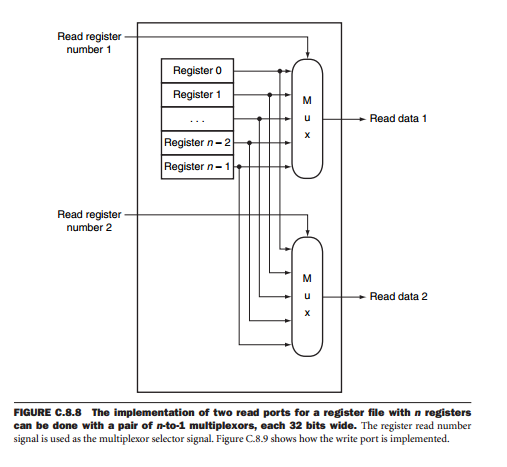 Read register
number 1
Register 0
Register 1
. . .
Register n – 2
Register n – 1
M
u
x
Read data 1
Read register
number 2
M
u
x
Read data 2
FIGURE C.8.8 The implementation of two read ports for a register file with n registers
can be done with a pair of n-to-1 multiplexors, each 32 bits wide. The register read number
signal is used as the multiplexor selector signal. Figure C.8.9 shows how the write port is implemented.